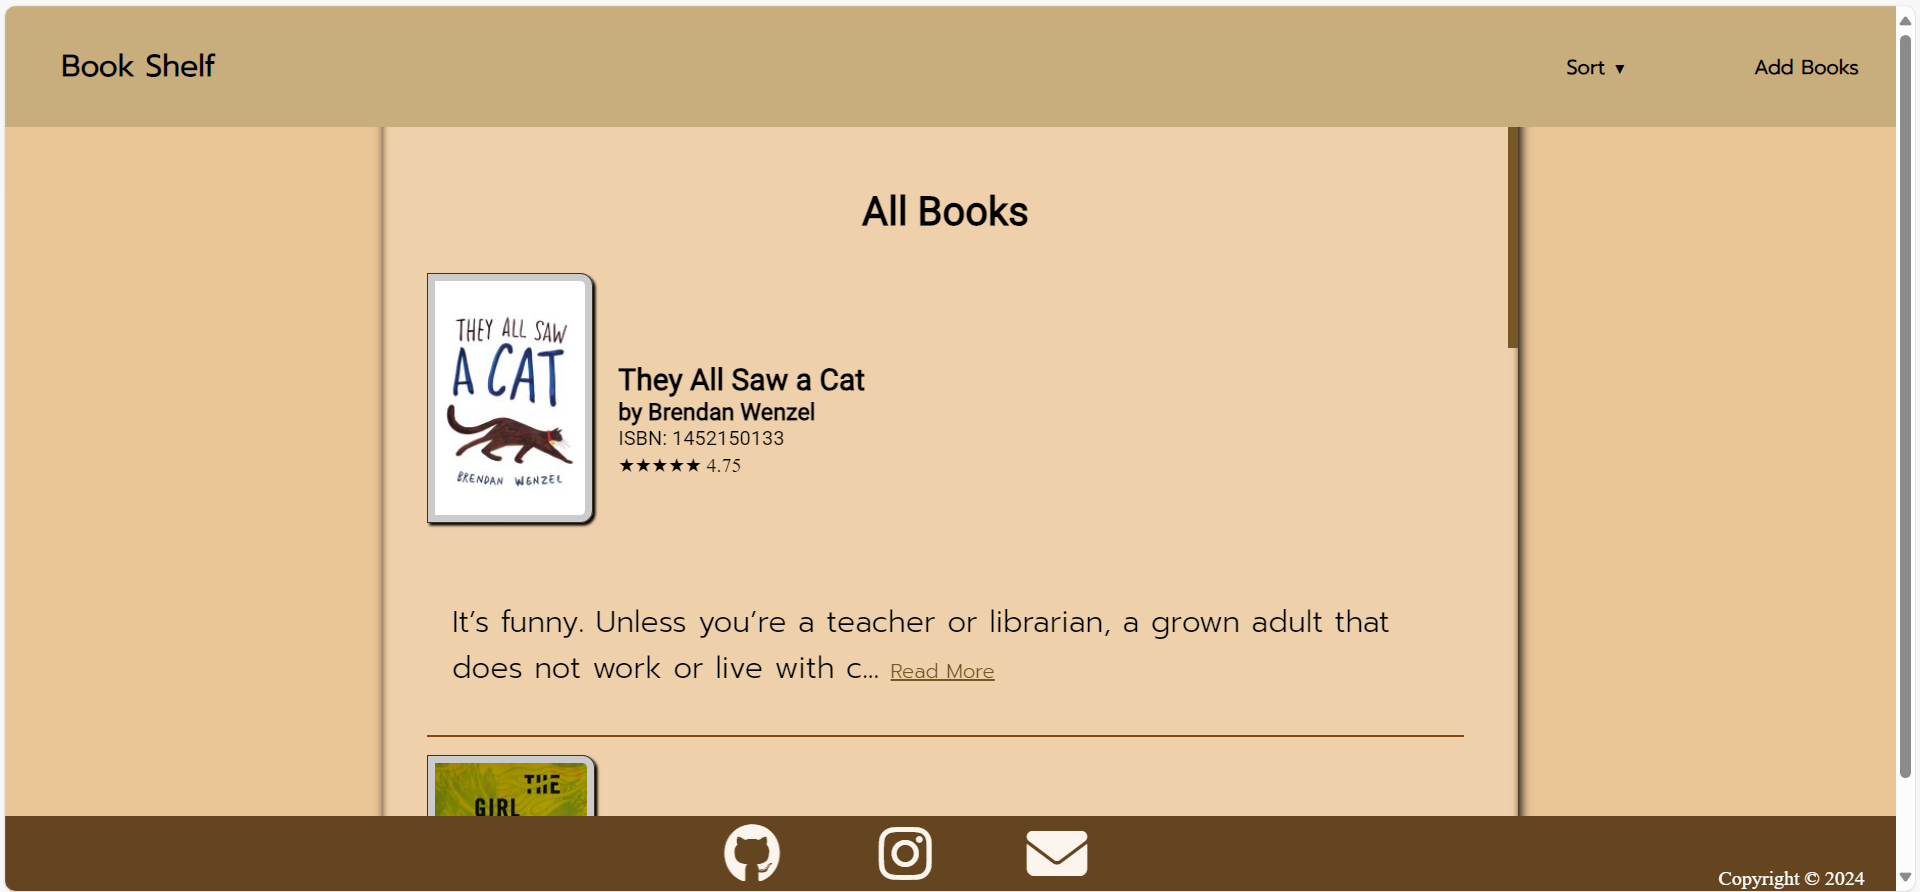 Book Shelf
Sort ▼
Add Books
All Books
THEY ALL SAW
A CAT
BRENDAN WENZEL
They All Saw a Cat
by Brendan Wenzel
ISBN: 1452150133
★★★★★ 4.75
It’s funny. Unless you’re a teacher or librarian, a grown adult that
does not work or live with c... Read More
THE
GIRL
Copyright © 2024